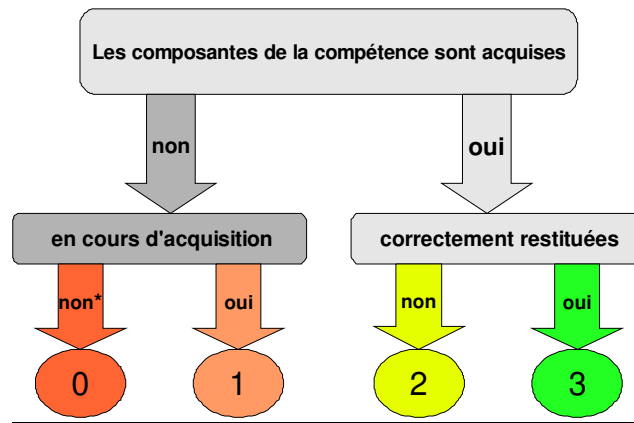 Les composantes de la compétence sont acquises
non
oui
en cours d'acquisition
correctement restituées
non*
oui
non
oui
0
1
2
3